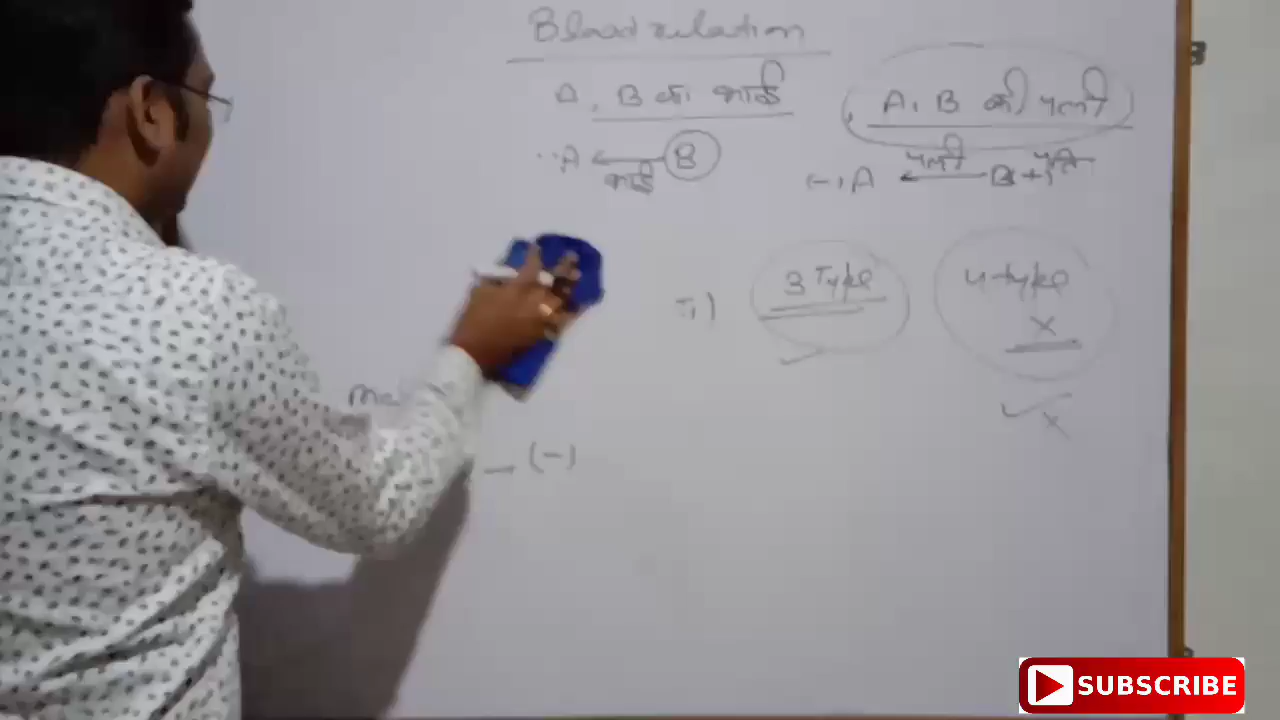 Blood relation
A, B का भाई
A, B की पत्नी
A ← B
भाई
(-) A ← B +
पत्नी
3 Type
4-type
x
x
(-)
SUBSCRIBE